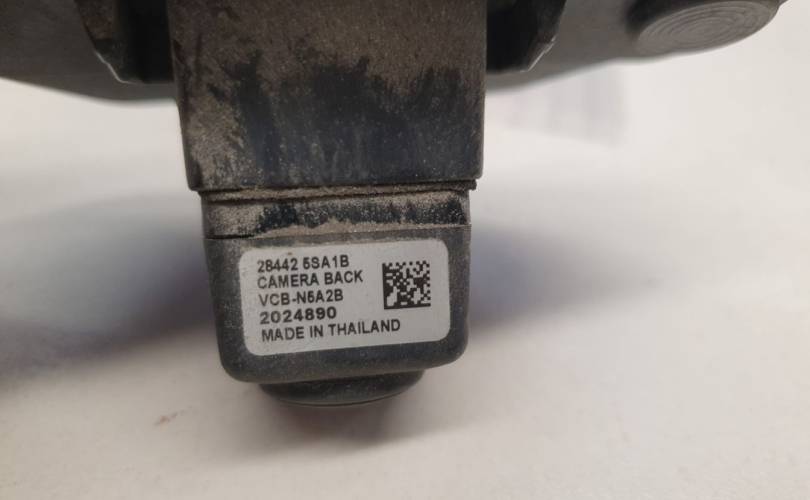 28442 5SA1B
CAMERA BACK
VCB-N5A2B
2024890
MADE IN THAILAND